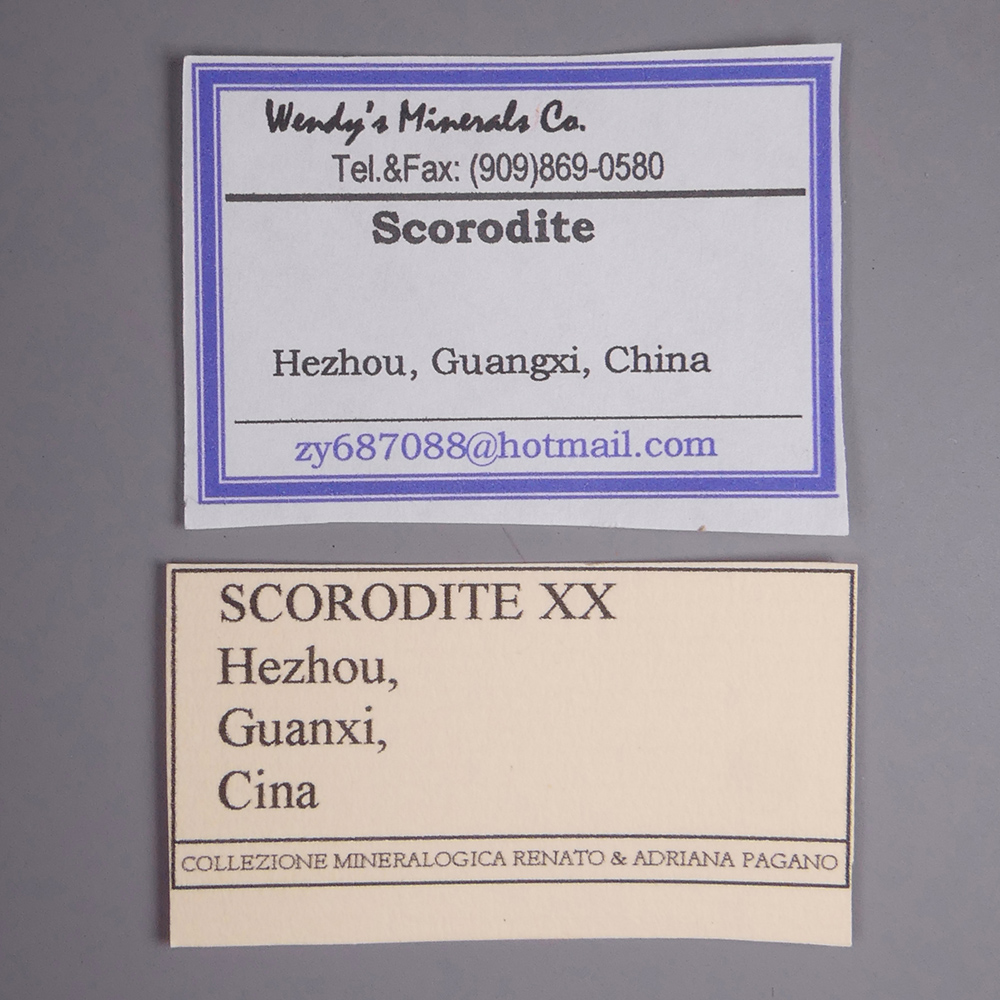 Wendy's Minerals Co.
Tel.&Fax: (909)869-0580
Scorodite
Hezhou, Guangxi, China
zy687088@hotmail.com
SCORODITE XX
Hezhou,
Guanxi,
Cina
COLLEZIONE MINERALOGICA RENATO & ADRIANA PAGANO